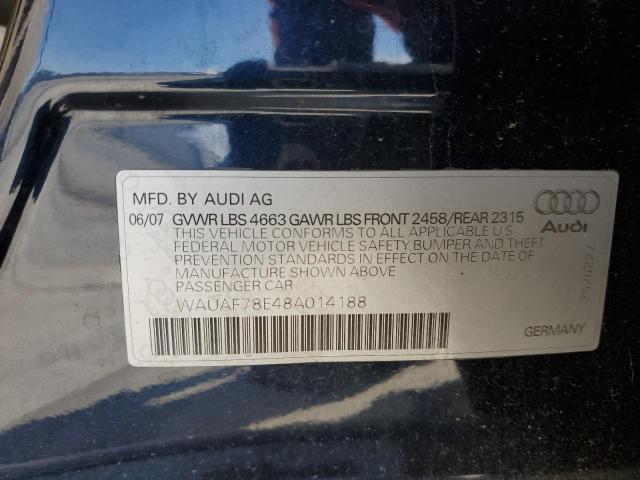 MFD. BY AUDI AG
06/07 GVWR LBS 4663 GAWR LBS FRONT 2458/REAR 2315
THIS VEHICLE CONFORMS TO ALL APPLICABLE U.S.
FEDERAL MOTOR VEHICLE SAFETY BUMPER AND THEFT
PREVENTION STANDARDS IN EFFECT ON THE DATE OF
MANUFACTURE SHOWN ABOVE
PASSENGER CAR
WAUAF78E48A014188
Audi
2526227
GERMANY